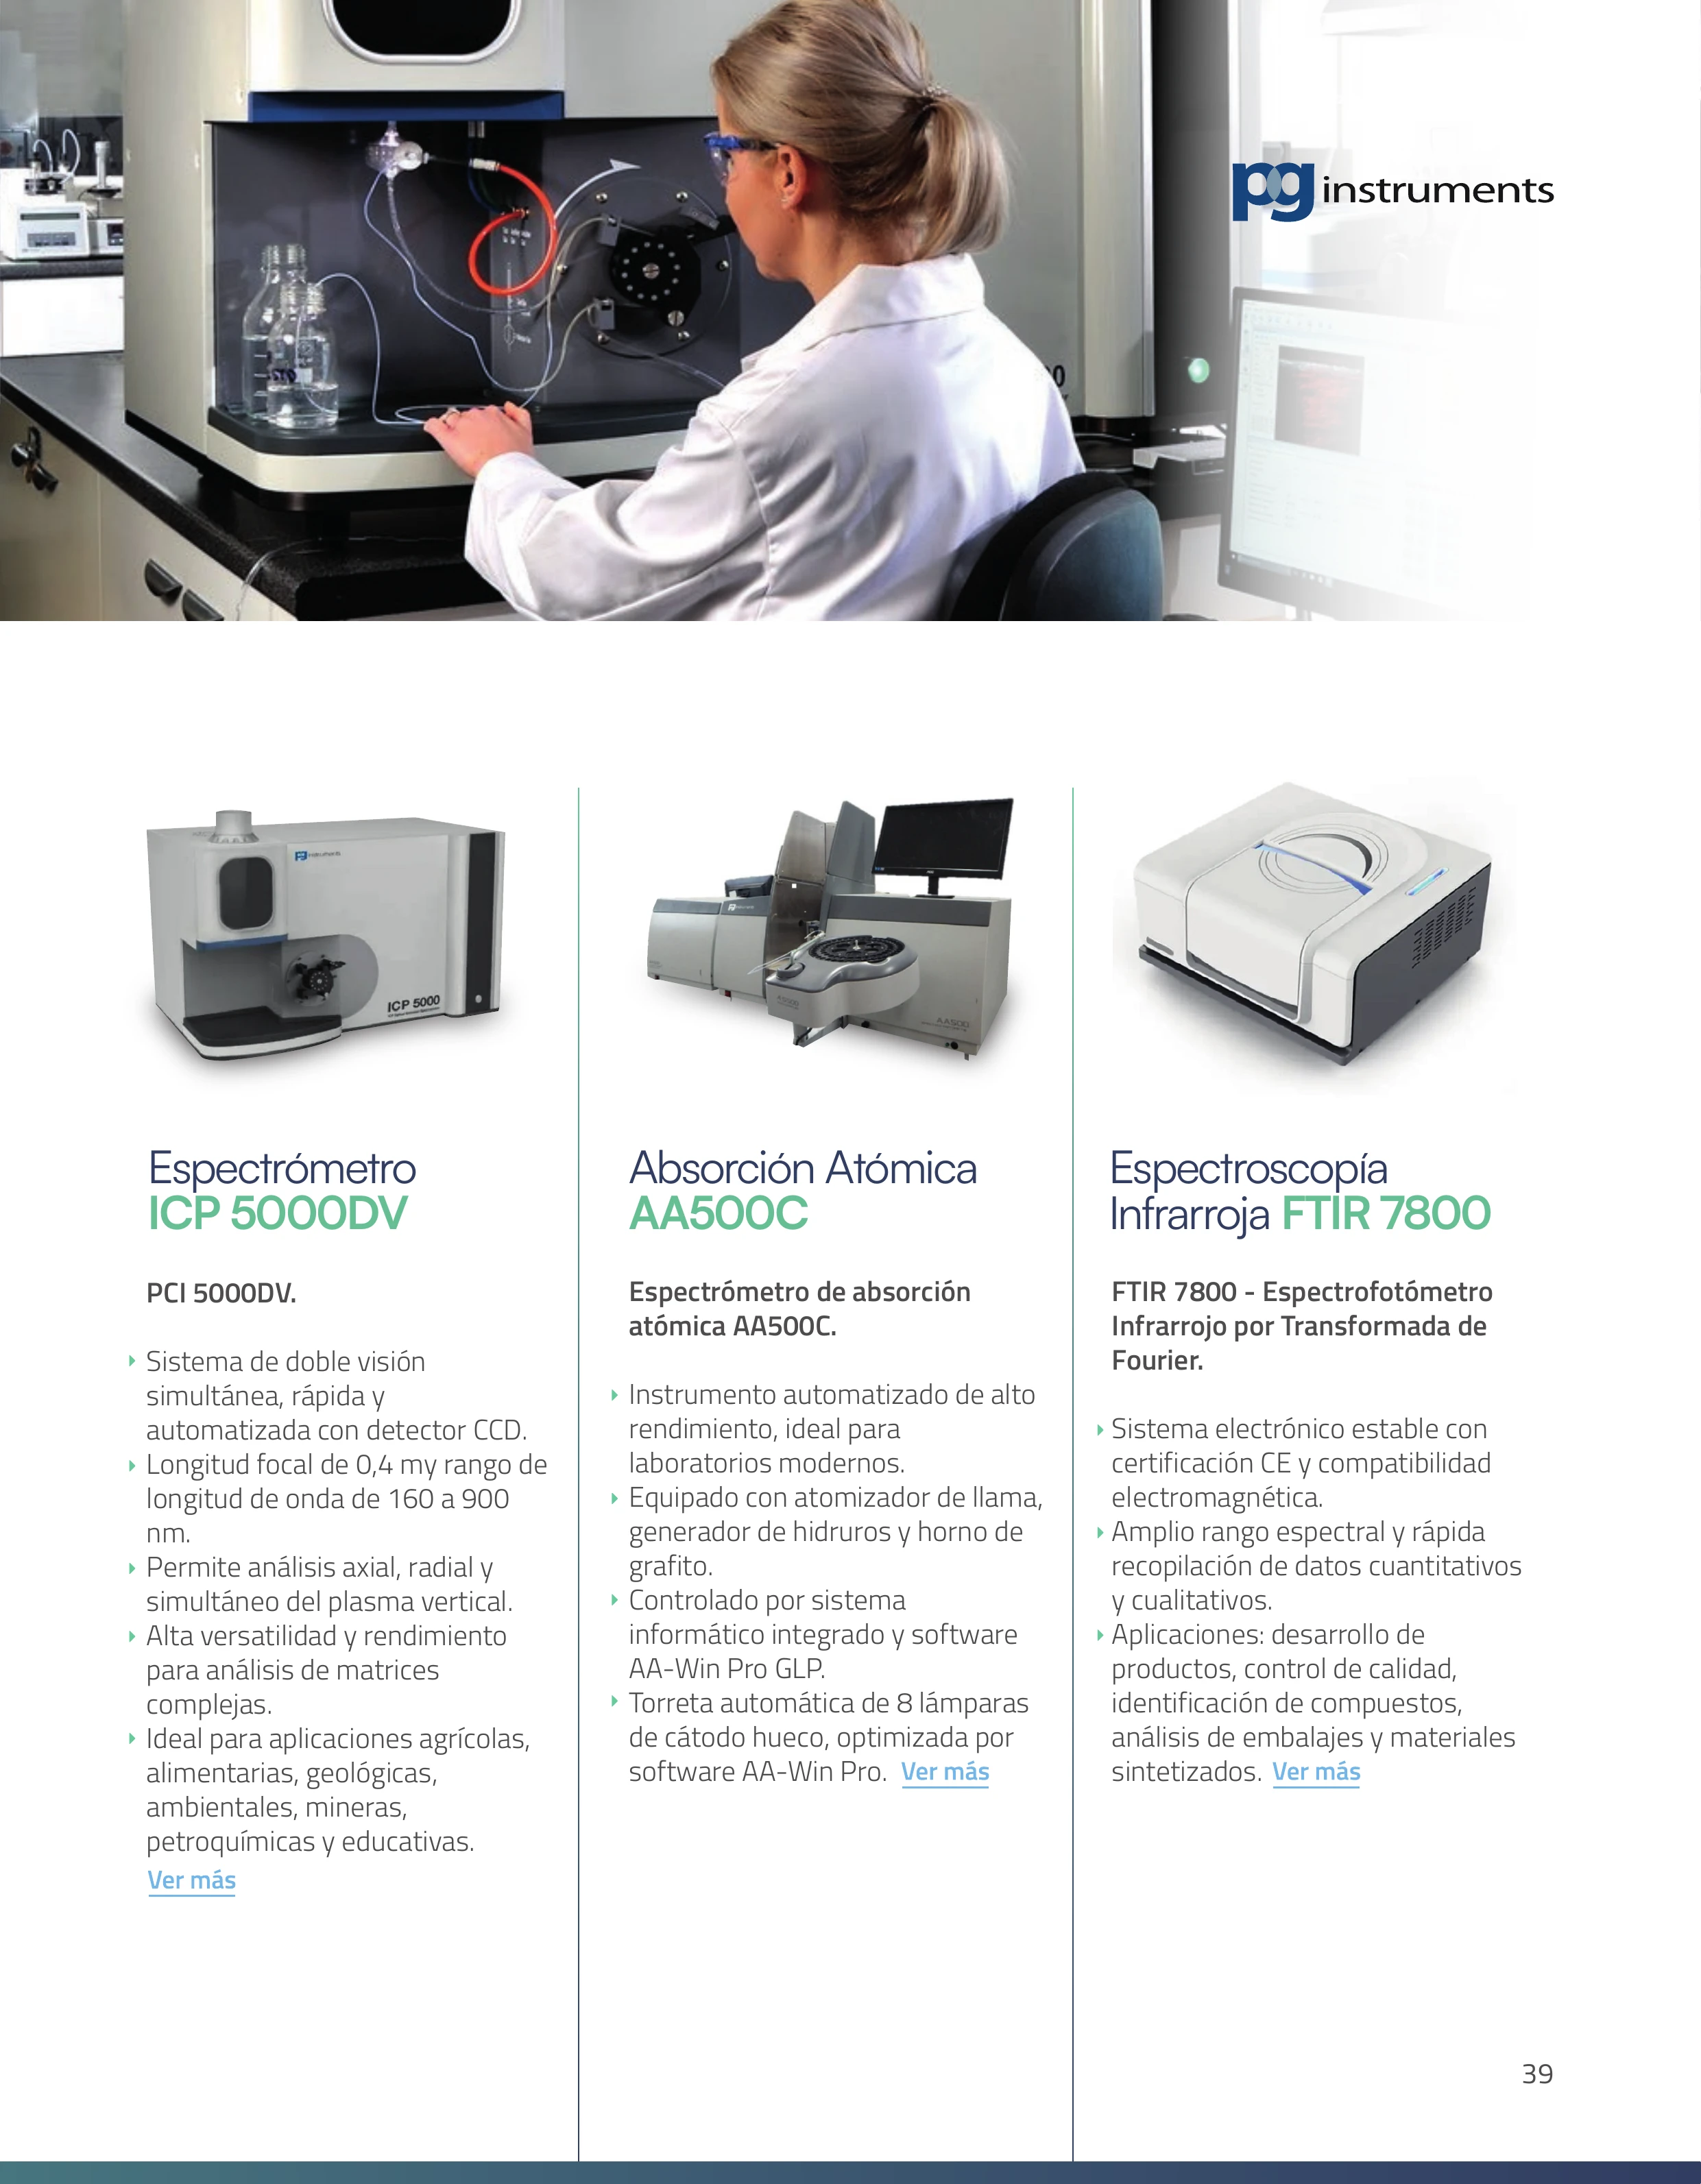 pg instruments
pg instruments
ICP 5000
AA500
Espectrómetro
ICP 5000DV
PCI 5000DV.
Sistema de doble visión
simultánea, rápida y
automatizada con detector CCD.
Longitud focal de 0,4 my rango de
longitud de onda de 160 a 900
nm.
Permite análisis axial, radial y
simultáneo del plasma vertical.
Alta versatilidad y rendimiento
para análisis de matrices
complejas.
Ideal para aplicaciones agrícolas,
alimentarias, geológicas,
ambientales, mineras,
petroquímicas y educativas.
Ver más
Absorción Atómica
AA500C
Espectrómetro de absorción
atómica AA500C.
Instrumento automatizado de alto
rendimiento, ideal para
laboratorios modernos.
Equipado con atomizador de llama,
generador de hidruros y horno de
grafito.
Controlado por sistema
informático integrado y software
AA-Win Pro GLP.
Torreta automática de 8 lámparas
de cátodo hueco, optimizada por
software AA-Win Pro. Ver más
Espectroscopía
Infrarroja FTIR 7800
FTIR 7800 - Espectrofotómetro
Infrarrojo por Transformada de
Fourier.
Sistema electrónico estable con
certificación CE y compatibilidad
electromagnética.
Amplio rango espectral y rápida
recopilación de datos cuantitativos
y cualitativos.
Aplicaciones: desarrollo de
productos, control de calidad,
identificación de compuestos,
análisis de embalajes y materiales
sintetizados. Ver más
39